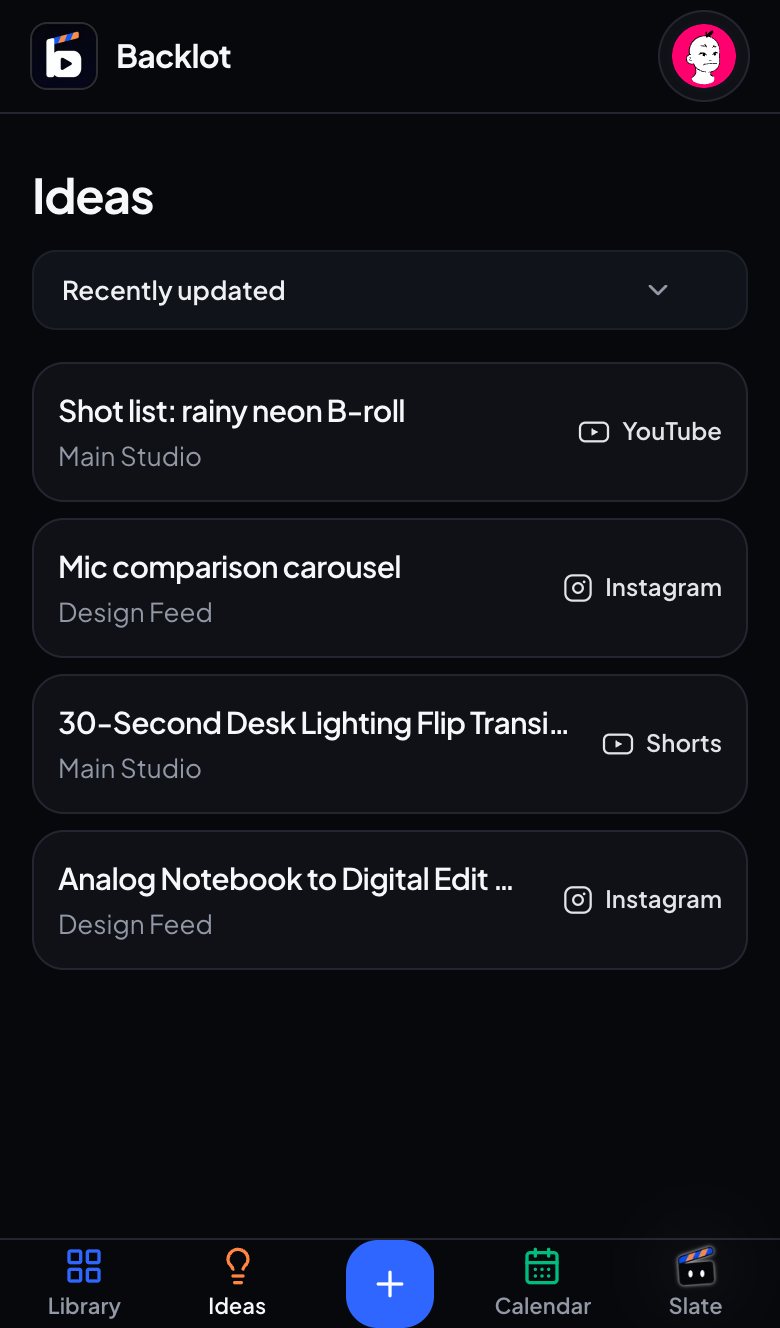 Backlot
Ideas
Recently updated
Shot list: rainy neon B-roll
Main Studio
YouTube
Mic comparison carousel
Design Feed
Instagram
30-Second Desk Lighting Flip Transi...
Main Studio
Shorts
Analog Notebook to Digital Edit ...
Design Feed
Instagram
Library
Ideas
Calendar
Slate